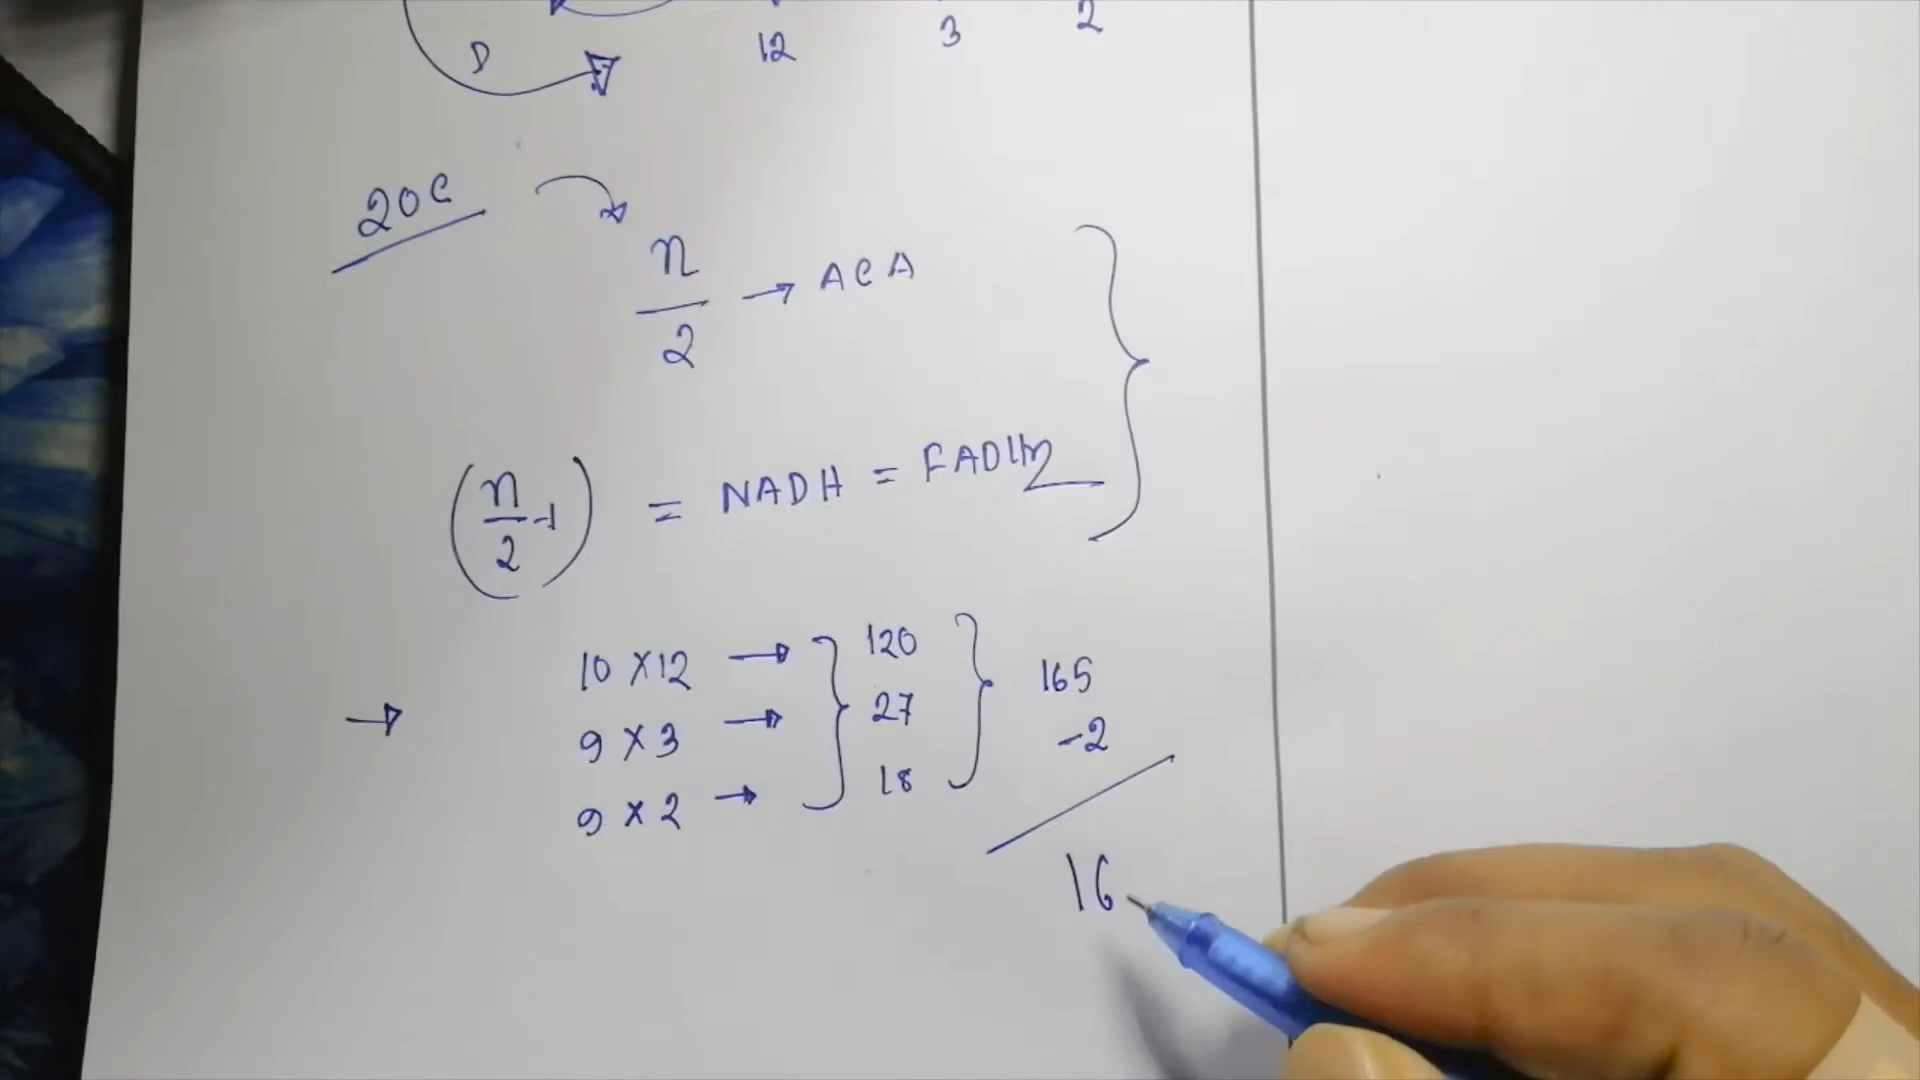 D 12 3 2
20C
n/2 → ACA
(n/2 -1) = NADH = FADH2
10 X12 → 120
→ 9 X 3 → 27 165
9 X 2 → 18 -2
16